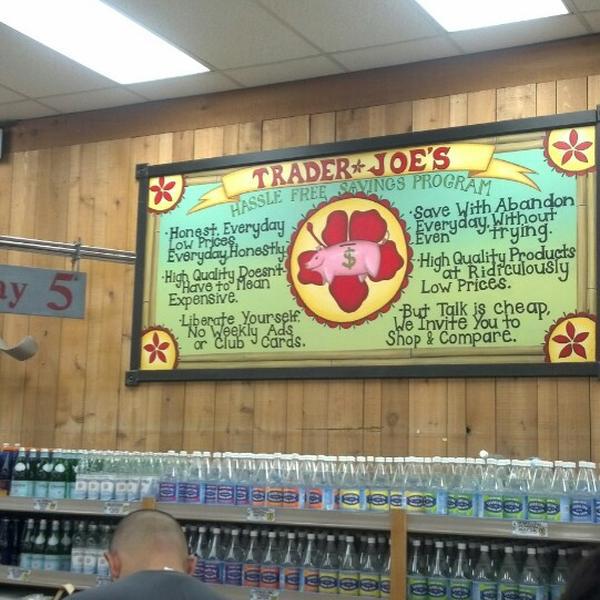 TRADER JOE'S
HASSLE FREE SAVINGS PROGRAM
· Honest, Everyday
Low Prices,
Everyday, Honestly.
· High Quality Doesn't
Have to Mean
Expensive.
· Liberate Yourself.
No Weekly Ads
or Club Cards.
$
· Save With Abandon
Everyday, Without
Even trying.
· High Quality Products
at Ridiculously
Low Prices.
· But Talk is cheap,
We Invite You to
Shop & Compare.
ay 5